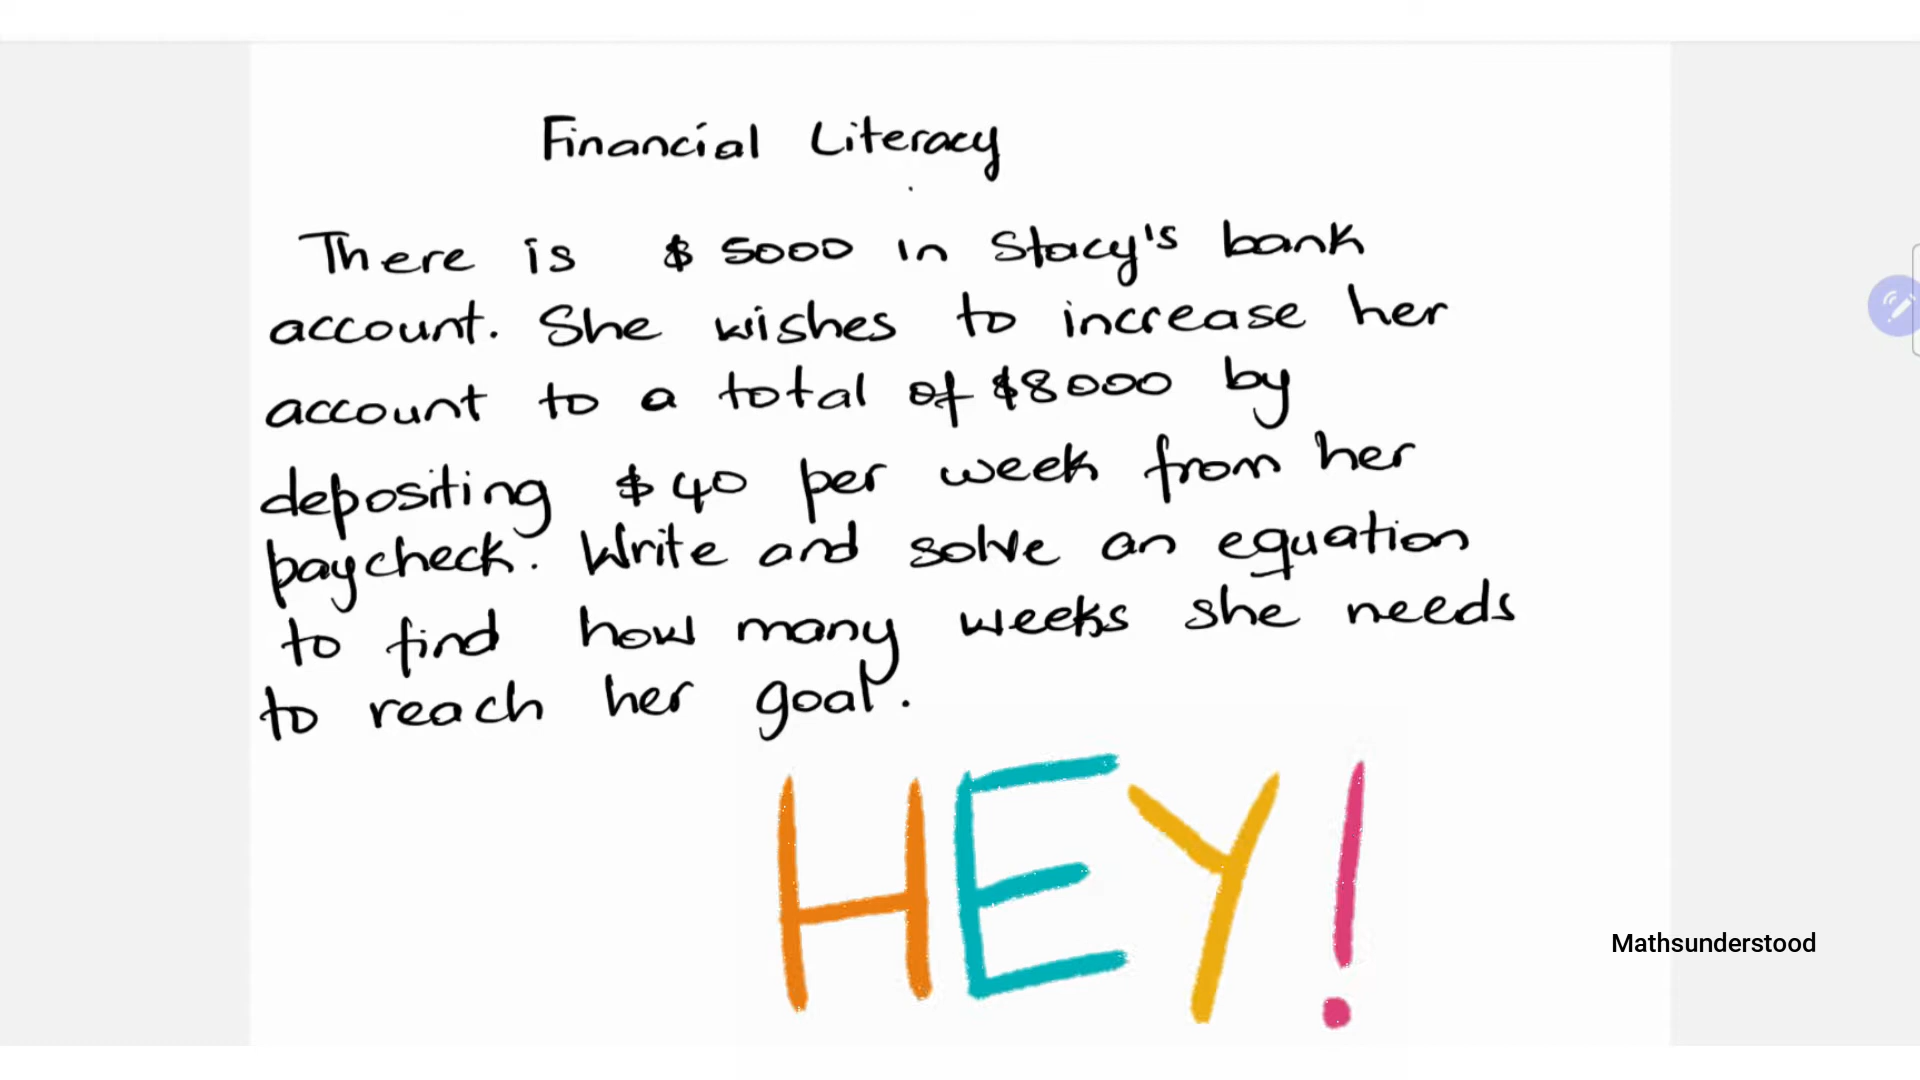 Financial Literacy
There is $5000 in Stacy's bank
account. She wishes to increase her
account to a total of $8000 by
depositing $40 per week from her
paycheck. Write and solve an equation
to find how many weeks she needs
to reach her goal.
HEY!
Mathsunderstood